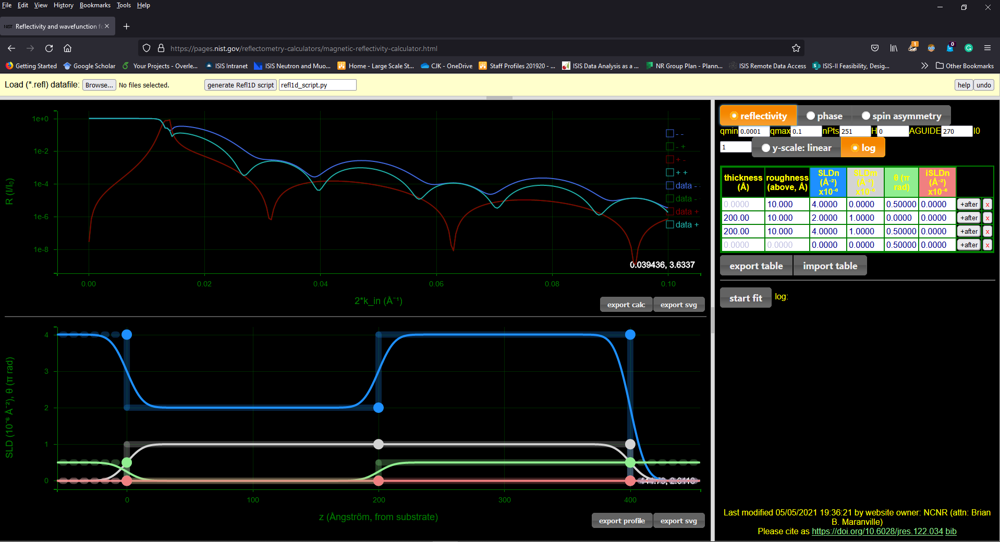 File Edit View History Bookmarks Tools Help
NIST Reflectivity and wavefunction fo
https://pages.nist.gov/reflectometry-calculators/magnetic-reflectivity-calculator.html
1 0
Getting Started Google Scholar Your Projects - Overle... ISIS Intranet ISIS Neutron and Muo... Home - Large Scale St... CJK - OneDrive Staff Profiles 201920 - ... ISIS Data Analysis as a ... NR Group Plan - Plann... ISIS Remote Data Access ISIS-II Feasibility, Desig... Other Bookmarks
Load (*.refl) datafile: Browse... No files selected. generate Refl1D script refl1d_script.py help undo
1e+0
1e-2
1e-4
1e-6
1e-8
R (I/I₀)
- -
- +
+ -
+ +
data - -
data -
data +
data +
0.039436, 3.6337
0.00 0.02 0.04 0.06 0.08 0.10
2*k_in (Å⁻¹)
export calc export svg
4
3
2
1
0
SLD (10⁻⁶ Å⁻²), θ (π rad)
0 100 200 300 400
z (Ångström, from substrate)
export profile export svg
reflectivity phase spin asymmetry
qmin 0.0001 qmax 0.1 nPts 251 H 0 AGUIDE 270 I0
1 y-scale: linear log
thickness (Å) roughness (above, Å) SLDn (Å⁻²) x10⁻⁶ SLDm (Å⁻²) x10⁻⁶ θ (π rad) iSLDn (Å⁻²) x10⁻⁶
0.0000 10.000 4.0000 0.0000 0.50000 0.0000 +after x
200.00 10.000 2.0000 1.0000 0.0000 0.0000 +after x
200.00 10.000 4.0000 1.0000 0.50000 0.0000 +after x
0.0000 0.0000 0.0000 0.0000 0.50000 0.0000 +after x
export table import table
start fit log:
Last modified 05/05/2021 19:36:21 by website owner: NCNR (attn: Brian
B. Maranville)
Please cite as https://doi.org/10.6028/jres.122.034 bib